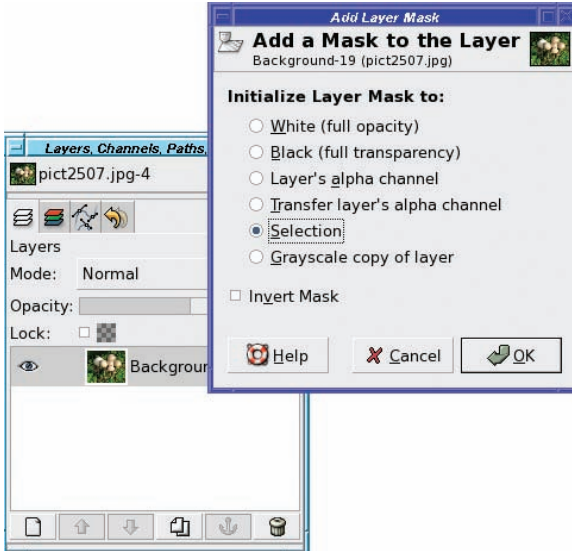 Add Layer Mask
Add a Mask to the Layer
Background-19 (pict2507.jpg)
Initialize Layer Mask to:
White (full opacity)
Black (full transparency)
Layer's alpha channel
Transfer layer's alpha channel
Selection
Grayscale copy of layer
Invert Mask
Help
Cancel
OK
Layers, Channels, Paths,
pict2507.jpg-4
Layers
Mode: Normal
Opacity:
Lock:
Backgroun